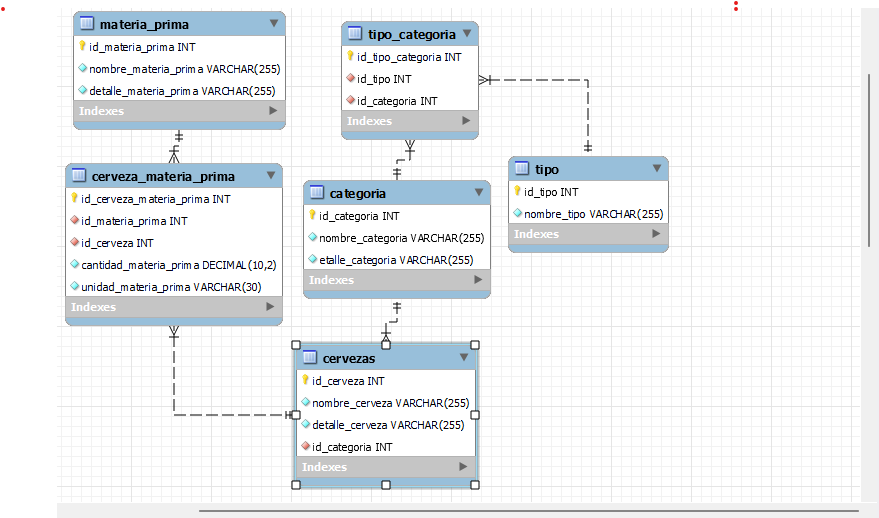 materia_prima
id_materia_prima INT
nombre_materia_prima VARCHAR(255)
detalle_materia_prima VARCHAR(255)
Indexes
tipo_categoria
id_tipo_categoria INT
id_tipo INT
id_categoria INT
Indexes
cerveza_materia_prima
id_cerveza_materia_prima INT
id_materia_prima INT
id_cerveza INT
cantidad_materia_prima DECIMAL(10,2)
unidad_materia_prima VARCHAR(30)
Indexes
categoria
id_categoria INT
nombre_categoria VARCHAR(255)
etalle_categoria VARCHAR(255)
Indexes
tipo
id_tipo INT
nombre_tipo VARCHAR(255)
Indexes
cervezas
id_cerveza INT
nombre_cerveza VARCHAR(255)
detalle_cerveza VARCHAR(255)
id_categoria INT
Indexes